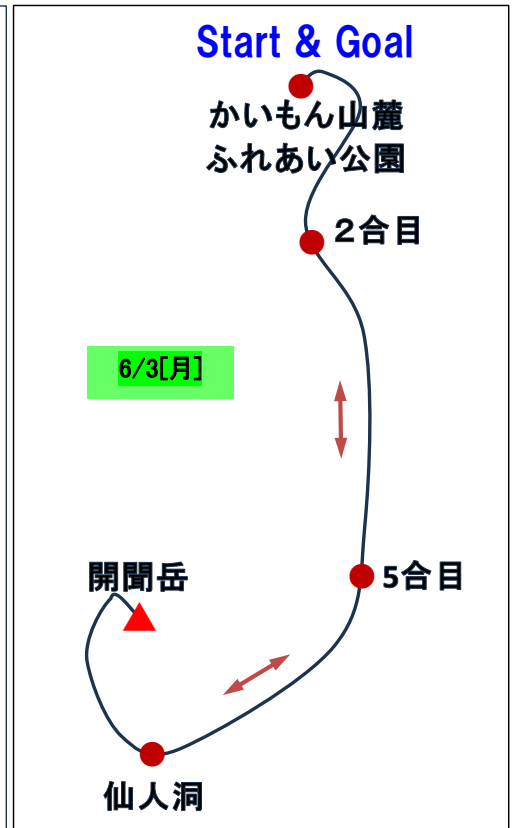 Start & Goal
かいもん山麓
ふれあい公園
２合目
6/3[月]
開聞岳
5合目
仙人洞